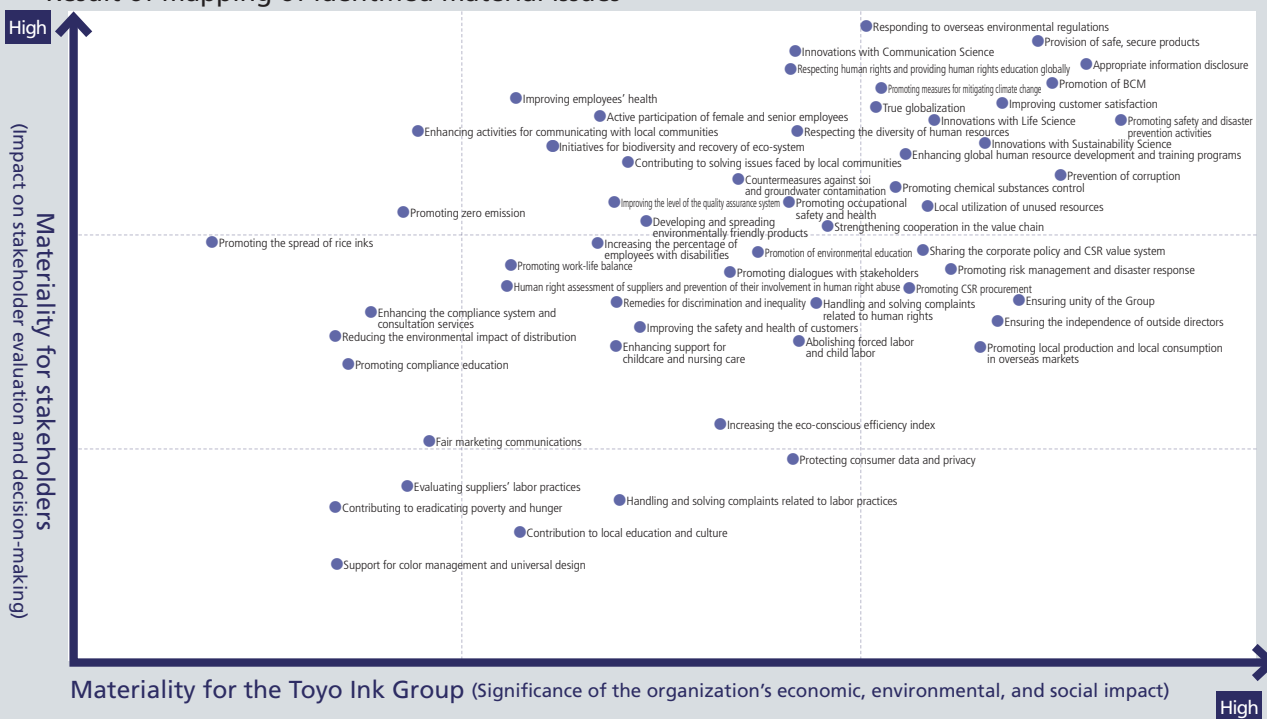 Result of mapping of identified material issues
High
Responding to overseas environmental regulations
Provision of safe, secure products
Innovations with Communication Science
Appropriate information disclosure
Respecting human rights and providing human rights education globally
Promotion of BCM
Promoting measures for mitigating climate change
Improving employees' health
Improving customer satisfaction
True globalization
Active participation of female and senior employees
Innovations with Life Science
Promoting safety and disaster
prevention activities
Enhancing activities for communicating with local communities
Respecting the diversity of human resources
Innovations with Sustainability Science
Initiatives for biodiversity and recovery of eco-system
Enhancing global human resource development and training programs
Contributing to solving issues faced by local communities
Prevention of corruption
Countermeasures against soi
and groundwater contamination
Promoting chemical substances control
Improving the level of the quality assurance system
Promoting occupational
safety and health
Local utilization of unused resources
Promoting zero emission
Developing and spreading
environmentally friendly products
Strengthening cooperation in the value chain
Promoting the spread of rice inks
Increasing the percentage of
employees with disabilities
Promotion of environmental education
Sharing the corporate policy and CSR value system
Promoting work-life balance
Promoting dialogues with stakeholders
Promoting risk management and disaster response
Human right assessment of suppliers and prevention of their involvement in human right abuse
Promoting CSR procurement
Remedies for discrimination and inequality
Handling and solving complaints
related to human rights
Ensuring unity of the Group
Enhancing the compliance system and
consultation services
Ensuring the independence of outside directors
Improving the safety and health of customers
Reducing the environmental impact of distribution
Abolishing forced labor
and child labor
Enhancing support for
childcare and nursing care
Promoting local production and local consumption
in overseas markets
Promoting compliance education
Increasing the eco-conscious efficiency index
Fair marketing communications
Protecting consumer data and privacy
Evaluating suppliers' labor practices
Handling and solving complaints related to labor practices
Contributing to eradicating poverty and hunger
Contribution to local education and culture
Support for color management and universal design
Materiality for stakeholders
(Impact on stakeholder evaluation and decision-making)
Materiality for the Toyo Ink Group (Significance of the organization's economic, environmental, and social impact)
High